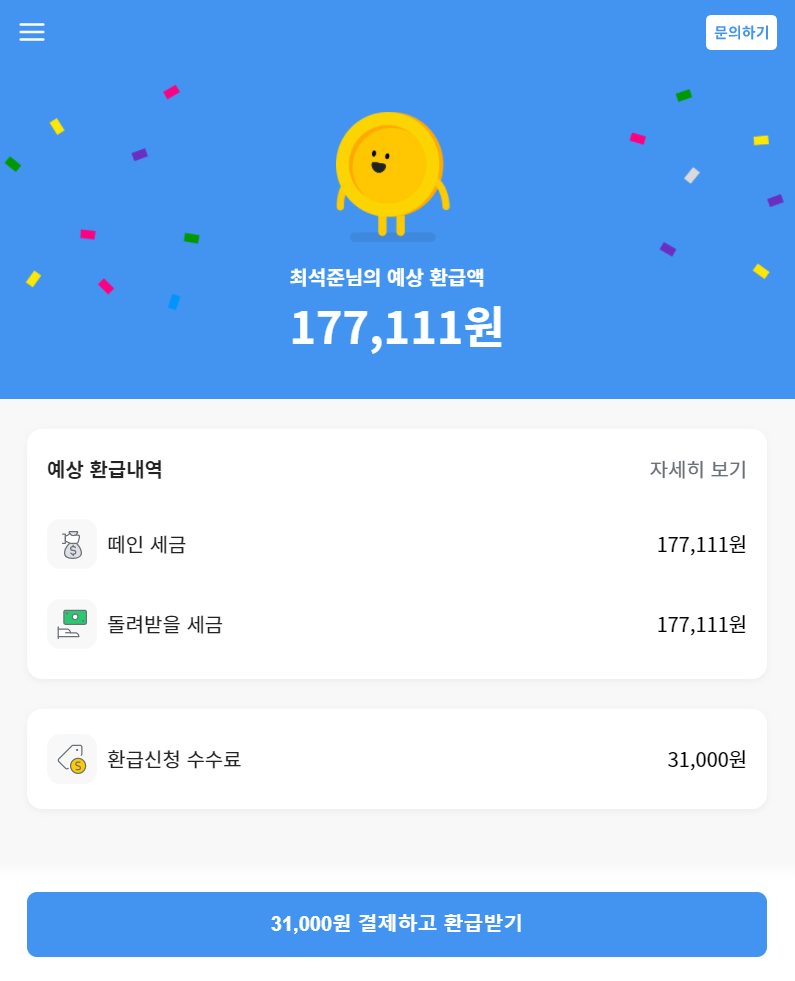 문의하기
최석준님의 예상 환급액
177,111원
예상 환급내역 자세히 보기
떼인 세금 177,111원
돌려받을 세금 177,111원
환급신청 수수료 31,000원
31,000원 결제하고 환급받기